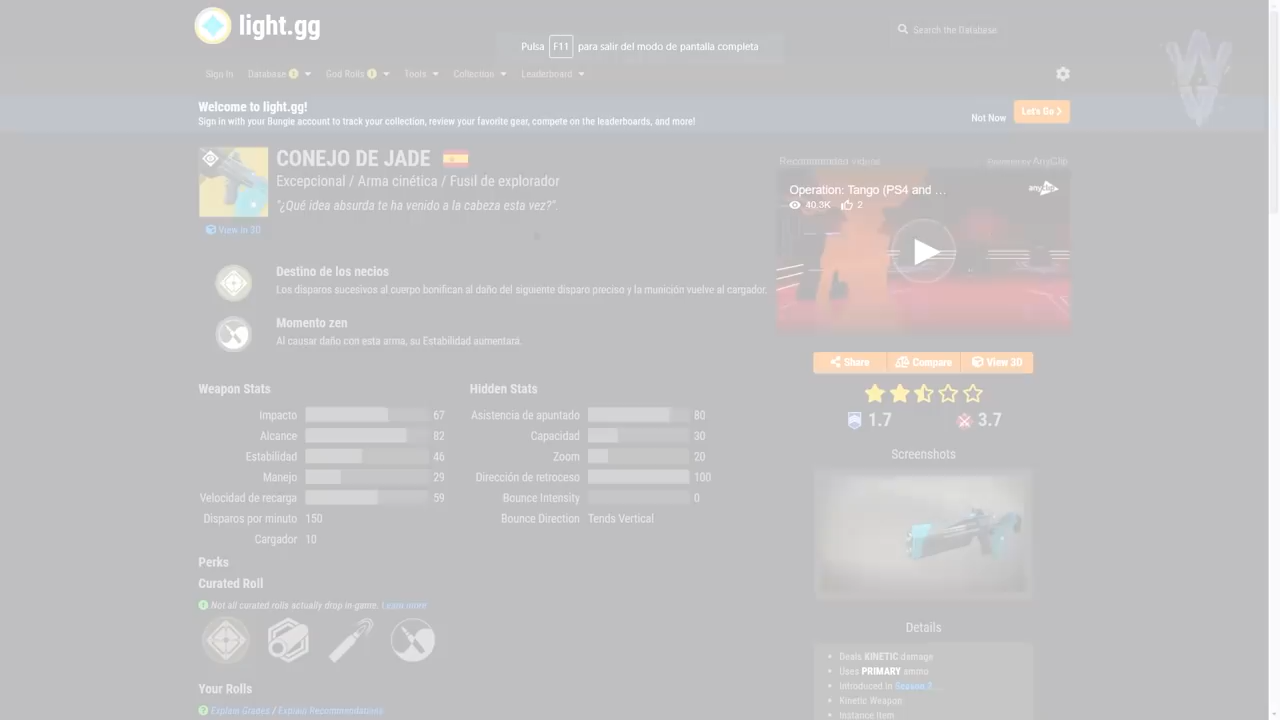 light.gg
Search the Database
Pulsa F11 para salir del modo de pantalla completa
Sign In Database God Rolls Tools Collection Leaderboard
Welcome to light.gg!
Sign in with your Bungie account to track your collection, review your favorite gear, compete on the leaderboards, and more!
Not Now Let's Go
CONEJO DE JADE
Excepcional / Arma cinética / Fusil de explorador
"¿Qué idea absurda te ha venido a la cabeza esta vez?".
View in 3D
Recommended videos
Powered by AnyClip
Operation: Tango (PS4 and ...
40.3K 2
Destino de los necios
Los disparos sucesivos al cuerpo bonifican al daño del siguiente disparo preciso y la munición vuelve al cargador.
Momento zen
Al causar daño con esta arma, su Estabilidad aumentará.
Share Compare View 3D
1.7 3.7
Weapon Stats
Impacto 67
Alcance 82
Estabilidad 46
Manejo 29
Velocidad de recarga 59
Disparos por minuto 150
Cargador 10
Hidden Stats
Asistencia de apuntado 80
Capacidad 30
Zoom 20
Dirección de retroceso 100
Bounce Intensity 0
Bounce Direction Tends Vertical
Screenshots
Perks
Curated Roll
Not all curated rolls actually drop in-game. Learn more
Your Rolls
Explain Grades / Explain Recommendations
Details
Deals KINETIC damage
Uses PRIMARY ammo
Introduced in Season 2
Kinetic Weapon
Instance Item